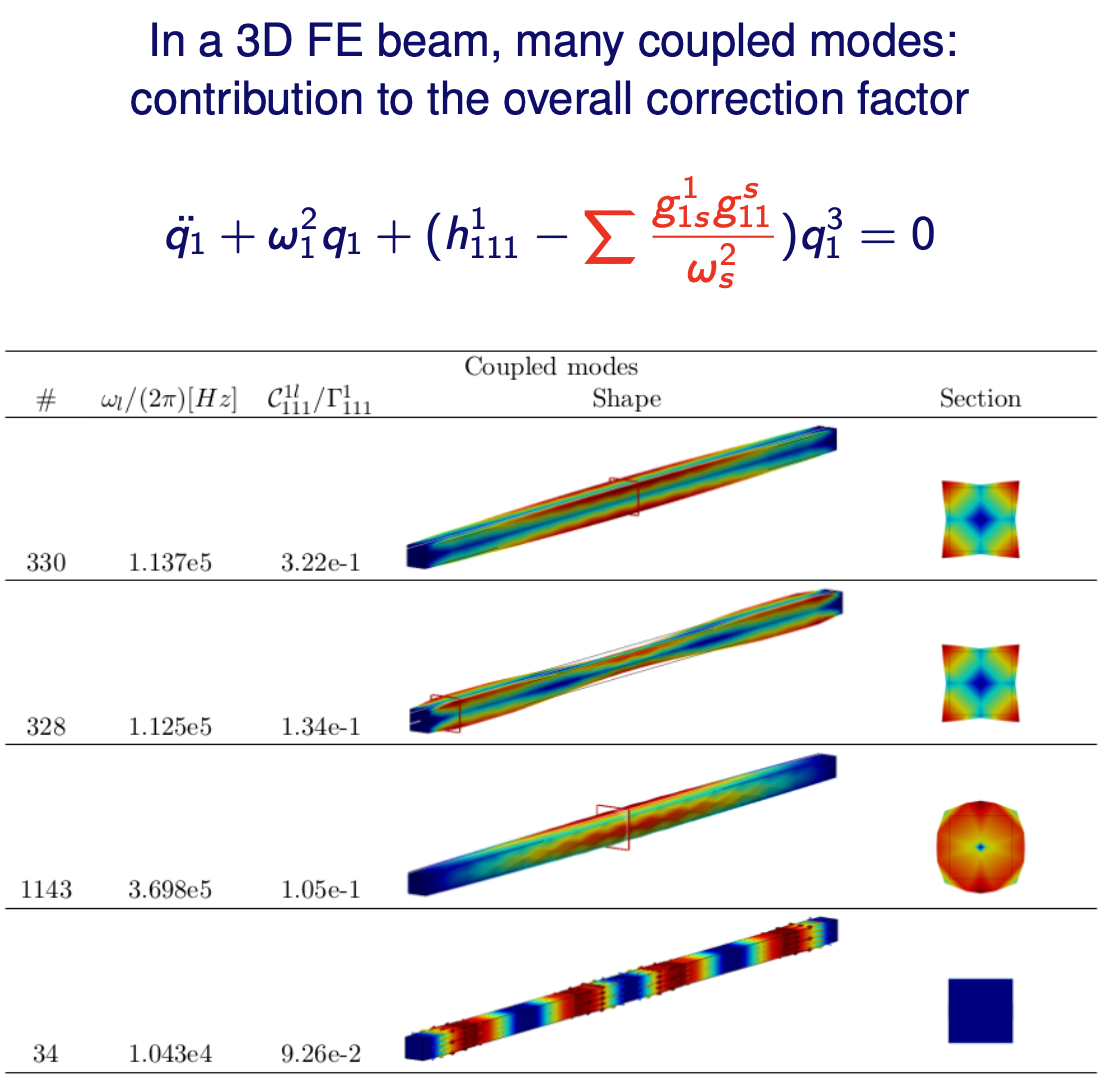 In a 3D FE beam, many coupled modes:
contribution to the overall correction factor
q̈₁ + ω₁²q₁ + (h¹₁₁₁ − ∑ g¹₁ₛgˢ₁₁/ωₛ²)q₁³ = 0
Coupled modes
# ωₗ/(2π)[Hz] 𝒞¹ˡ₁₁₁/Γ¹₁₁₁ Shape Section
330 1.137e5 3.22e-1
328 1.125e5 1.34e-1
1143 3.698e5 1.05e-1
34 1.043e4 9.26e-2